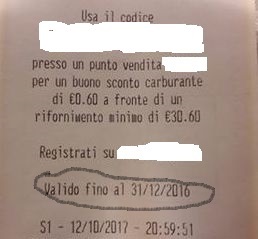 Usa il codice
presso un punto vendita
per un buono sconto carburante
di €0.60 a fronte di un
rifornimento minimo di €30.60
Registrati su
Valido fino al 31/12/2016
S1 - 12/10/2017 - 20:59:51